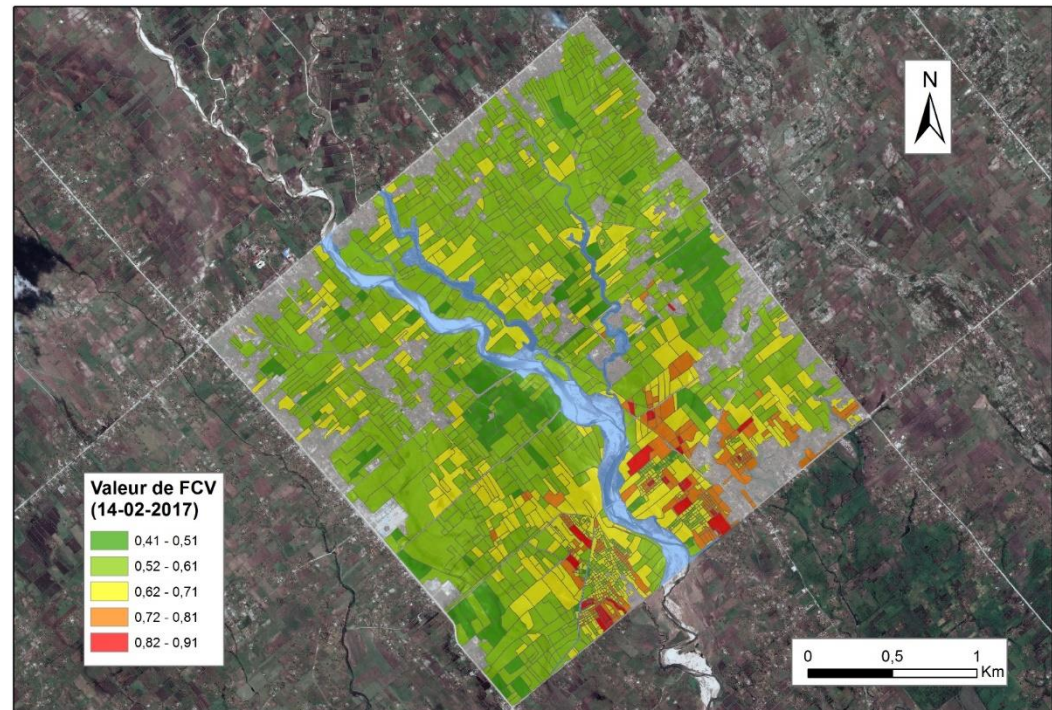 N
Valeur de FCV
(14-02-2017)
0,41 - 0,51
0,52 - 0,61
0,62 - 0,71
0,72 - 0,81
0,82 - 0,91
0 0,5 1
Km